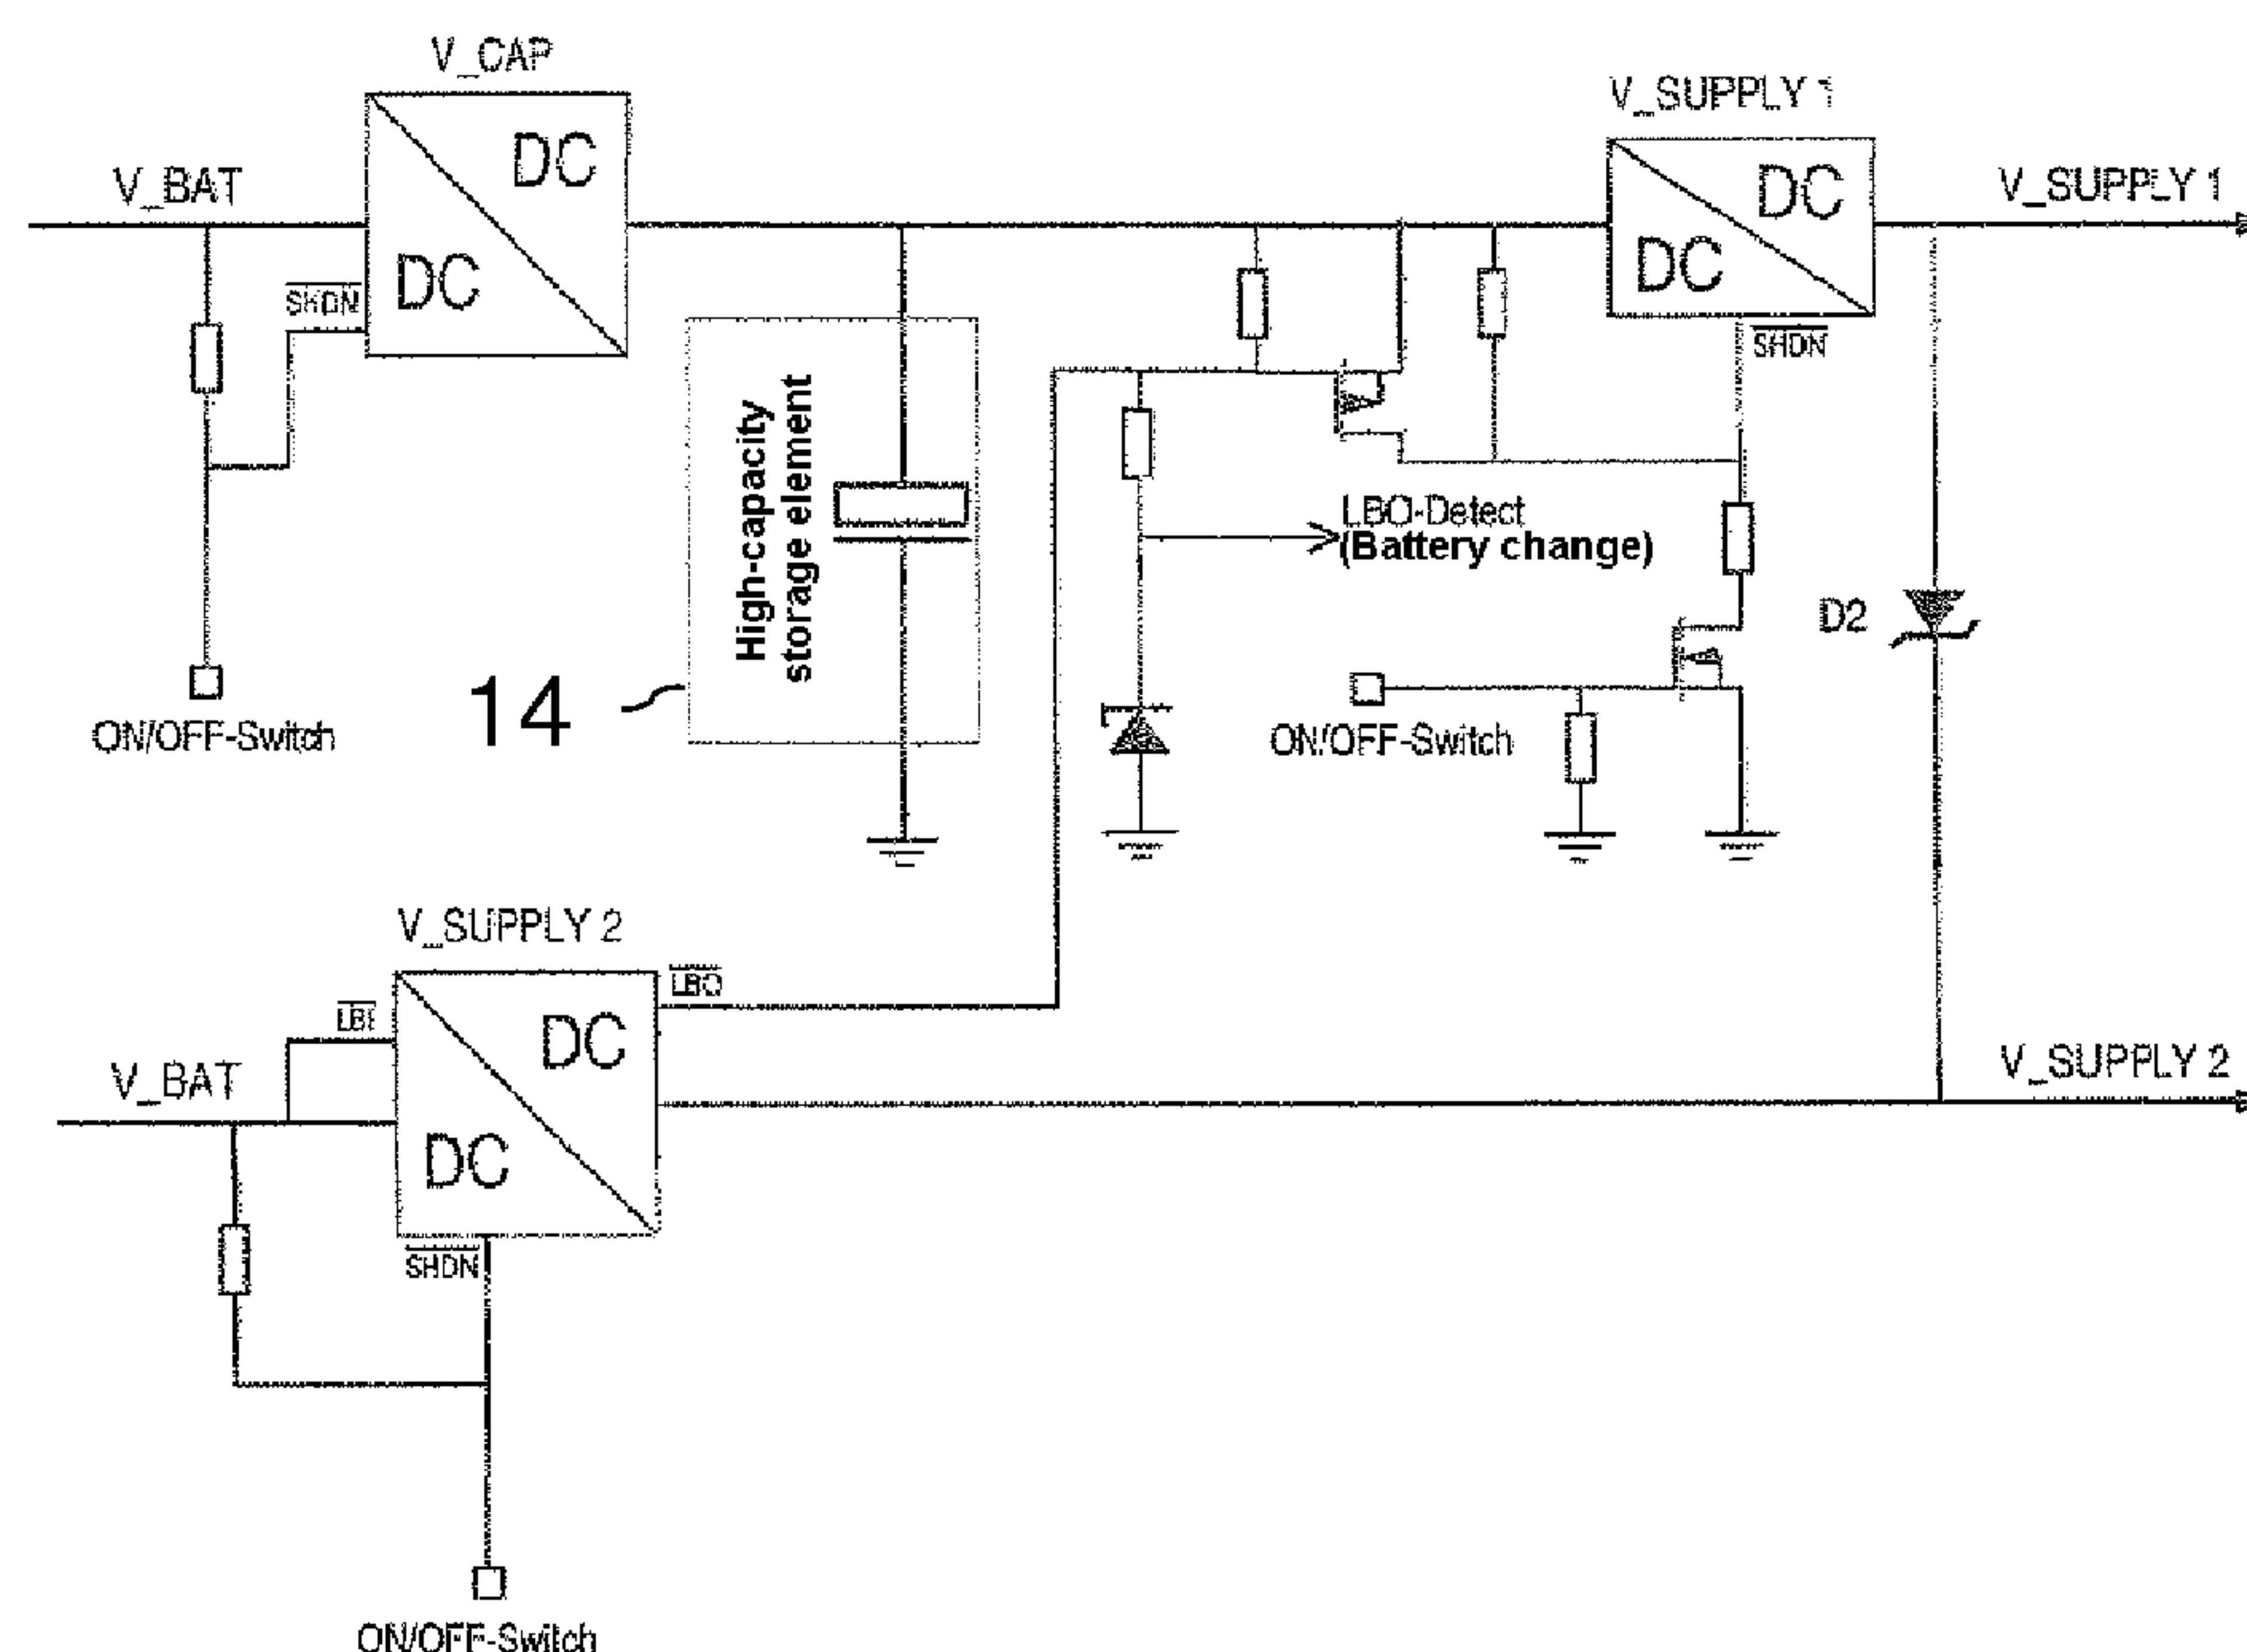 V_CAP
V_SUPPLY 1
DC
DC
V_BAT
V_SUPPLY 1
DC
DC
SHDN
SHDN
High-capacity
storage element
LBO-Detect
(Battery change)
D2
14
ON/OFF-Switch
ON/OFF-Switch
V_SUPPLY 2
LBO
LBI
DC
V_BAT
V_SUPPLY 2
DC
SHDN
ON/OFF-Switch